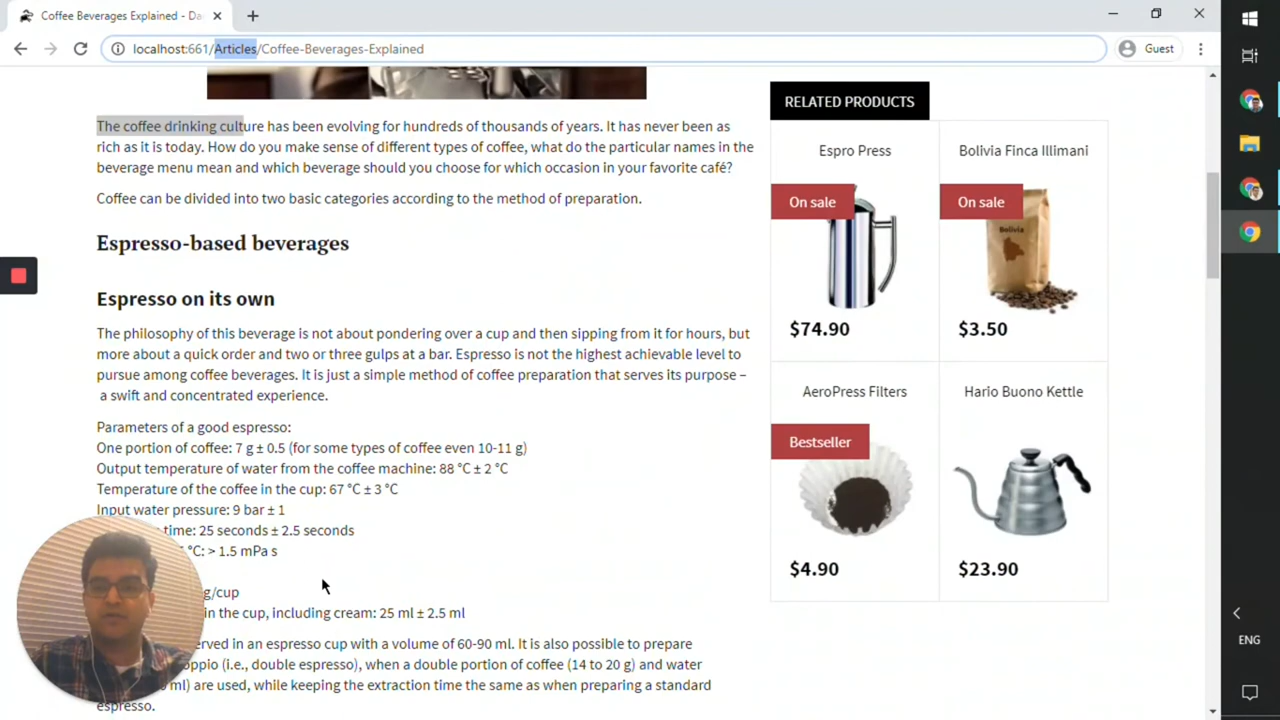 Coffee Beverages Explained - Da
localhost:661/Articles/Coffee-Beverages-Explained
Guest
The coffee drinking culture has been evolving for hundreds of thousands of years. It has never been as
rich as it is today. How do you make sense of different types of coffee, what do the particular names in the
beverage menu mean and which beverage should you choose for which occasion in your favorite café?
Coffee can be divided into two basic categories according to the method of preparation.
Espresso-based beverages
Espresso on its own
The philosophy of this beverage is not about pondering over a cup and then sipping from it for hours, but
more about a quick order and two or three gulps at a bar. Espresso is not the highest achievable level to
pursue among coffee beverages. It is just a simple method of coffee preparation that serves its purpose –
a swift and concentrated experience.
Parameters of a good espresso:
One portion of coffee: 7 g ± 0.5 (for some types of coffee even 10-11 g)
Output temperature of water from the coffee machine: 88 °C ± 2 °C
Temperature of the coffee in the cup: 67 °C ± 3 °C
Input water pressure: 9 bar ± 1
time: 25 seconds ± 2.5 seconds
°C: > 1.5 mPa s
g/cup
in the cup, including cream: 25 ml ± 2.5 ml
erved in an espresso cup with a volume of 60-90 ml. It is also possible to prepare
oppio (i.e., double espresso), when a double portion of coffee (14 to 20 g) and water
ml) are used, while keeping the extraction time the same as when preparing a standard
espresso.
RELATED PRODUCTS
Espro Press
On sale
$74.90
Bolivia Finca Illimani
On sale
Bolivia
$3.50
AeroPress Filters
Bestseller
$4.90
Hario Buono Kettle
$23.90
ENG